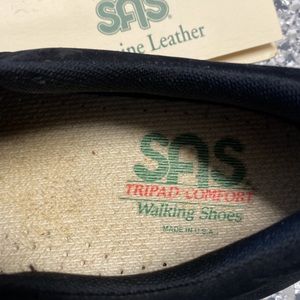 SAS
ine Leather
SAS
TRIPAD COMFORT
Walking Shoes
MADE IN U.S.A.